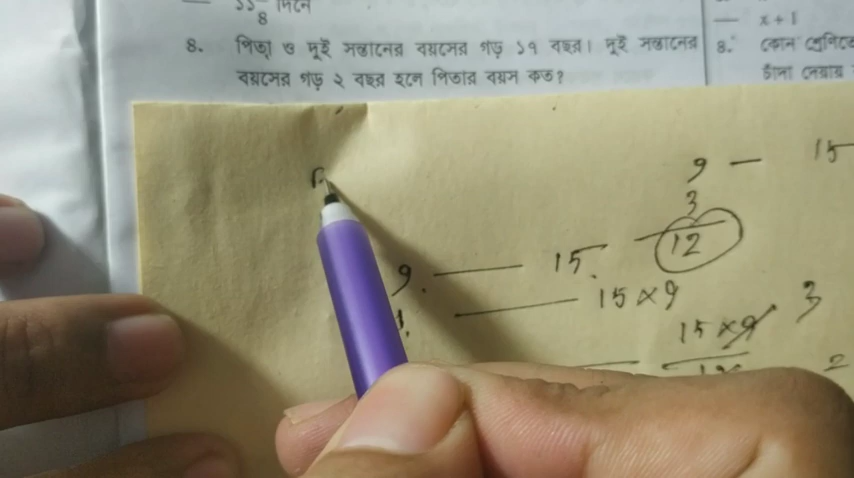 ৪. পিতা ও দুই সন্তানের বয়সের গড় ১৭ বছর। দুই সন্তানের
বয়সের গড় ২ বছর হলে পিতার বয়স কত?
x + 1
৪. কোন শ্রেণিতে
চাঁদা দেয়ায়
9 — 15
3
12
9. — 15.
1. — 15 × 9
15 × 9 3
2